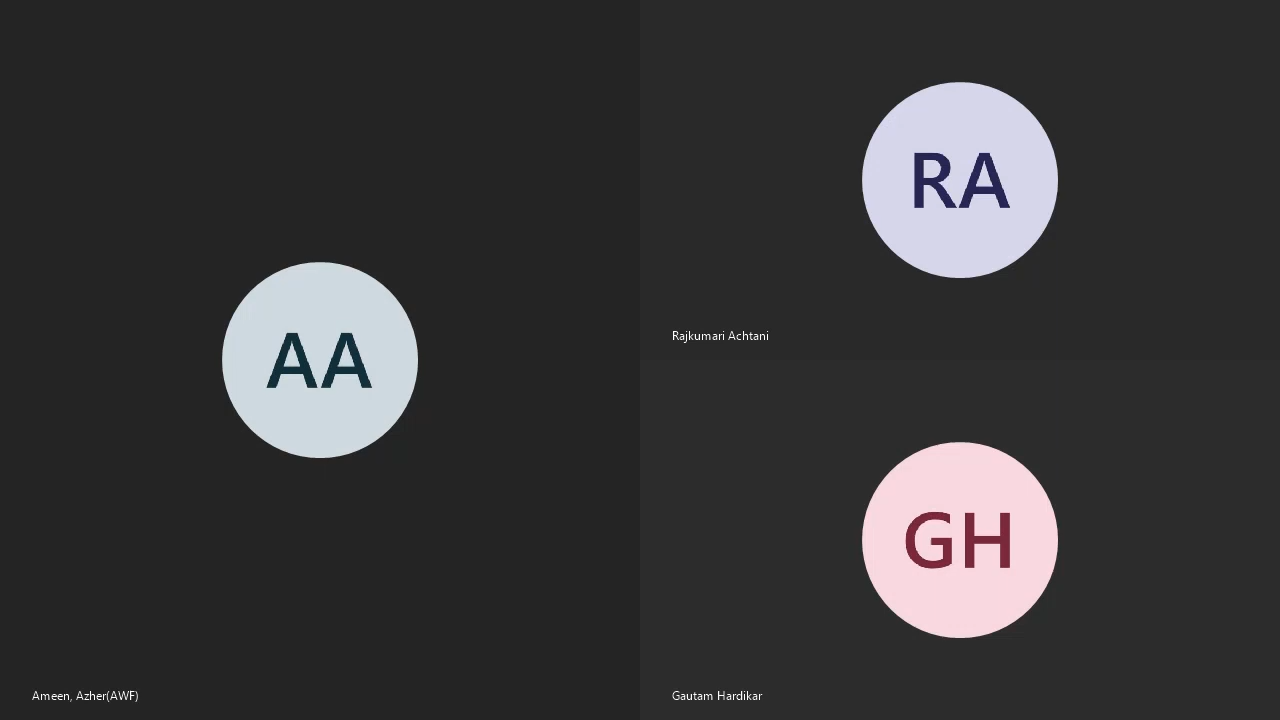 AA
Ameen, Azher(AWF)
RA
Rajkumari Achtani
GH
Gautam Hardikar